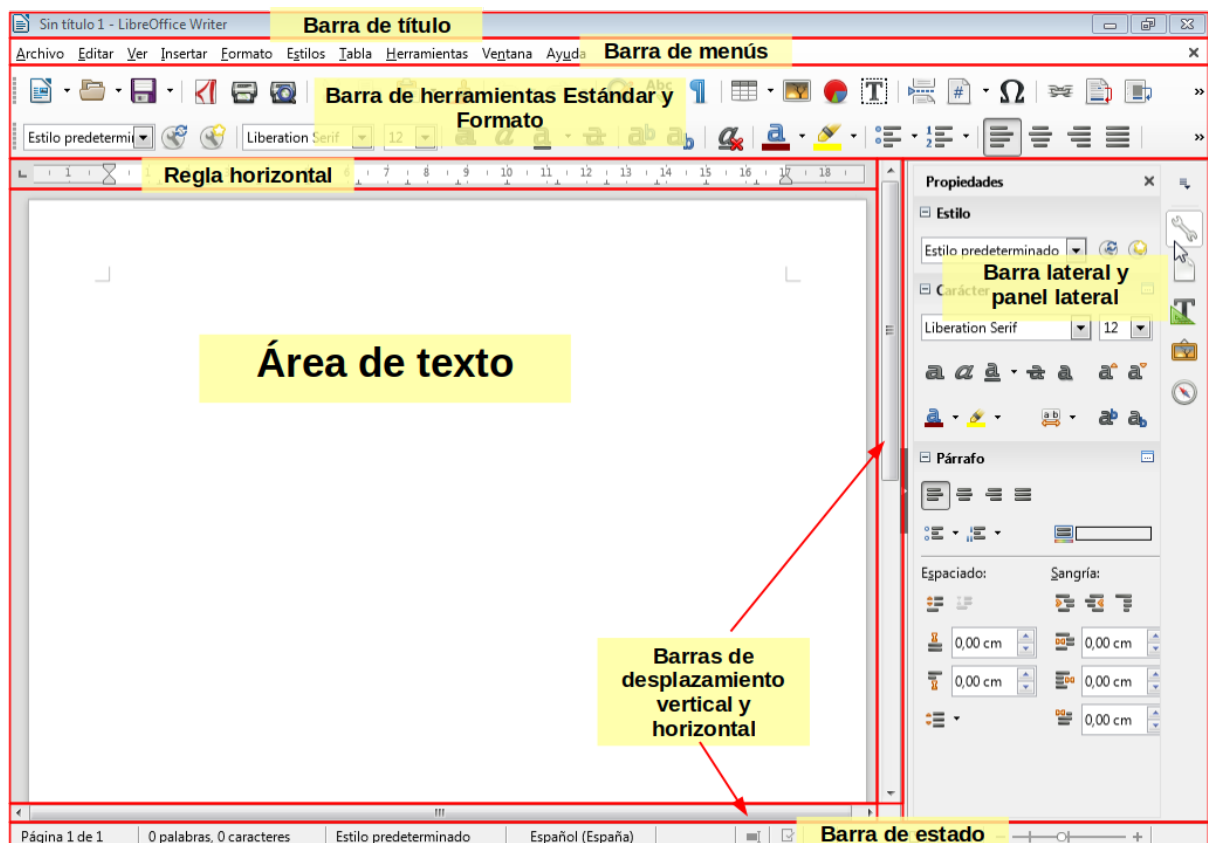 Sin título 1 - LibreOffice Writer
Barra de título
Archivo Editar Ver Insertar Formato Estilos Tabla Herramientas Ventana Ayuda
Barra de menús
Barra de herramientas Estándar y
Formato
Estilo predetermi
Liberation Serif
12
Regla horizontal
1 1 6 7 8 9 10 11 12 13 14 15 16 17 18
Propiedades
Estilo
Estilo predeterminado
Barra lateral y
panel lateral
Carácter
Liberation Serif 12
Área de texto
Párrafo
Espaciado: Sangría:
0,00 cm 0,00 cm
0,00 cm 0,00 cm
0,00 cm
Barras de
desplazamiento
vertical y
horizontal
Página 1 de 1 0 palabras, 0 caracteres Estilo predeterminado Español (España)
Barra de estado